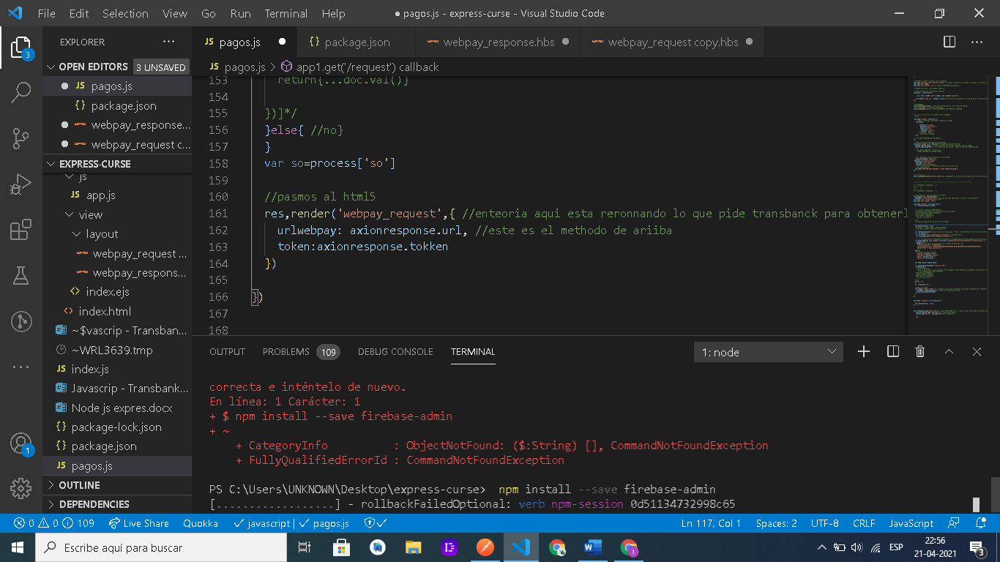 File Edit Selection View Go Run Terminal Help ● pagos.js - express-curse - Visual Studio Code
EXPLORER
OPEN EDITORS 3 UNSAVED
JS pagos.js
{} package.json
webpay_response...
webpay_request c...
EXPRESS-CURSE
js
JS app.js
view
layout
webpay_request ...
webpay_respons...
<> index.ejs
<> index.html
~$vascrip - Transban...
~WRL3639.tmp
JS index.js
Javascrip - Transbank...
Node js expres.docx
{} package-lock.json
{} package.json
JS pagos.js
OUTLINE
DEPENDENCIES
3
1
JS pagos.js ● {} package.json webpay_response.hbs ● webpay_request copy.hbs ●
JS pagos.js > app1.get('/request') callback
153 return{...doc.val()}
154
155 })]*/
156 }else{ //no}
157 }
158 var so=process['so']
159
160 //pasmos al html5
161 res,render('webpay_request',{ //enteoria aqui esta reronnando lo que pide transbanck para obtenerl
162 urlwebpay: axionresponse.url, //este es el methodo de ariiba
163 token:axionresponse.tokken
164 })
165
166 })
167
168
OUTPUT PROBLEMS 109 DEBUG CONSOLE TERMINAL 1: node
correcta e inténtelo de nuevo.
En línea: 1 Carácter: 1
+ $ npm install --save firebase-admin
+ ~
+ CategoryInfo : ObjectNotFound: ($:String) [], CommandNotFoundException
+ FullyQualifiedErrorId : CommandNotFoundException
PS C:\Users\UNKNOWN\Desktop\express-curse> npm install --save firebase-admin
[..................] - rollbackFailedOptional: verb npm-session 0d51134732998c65
0 0 109 Live Share Quokka ✓ javascript | ✓ pagos.js Ln 117, Col 1 Spaces: 2 UTF-8 CRLF JavaScript
Escribe aquí para buscar
ESP
22:56
21-04-2021
3